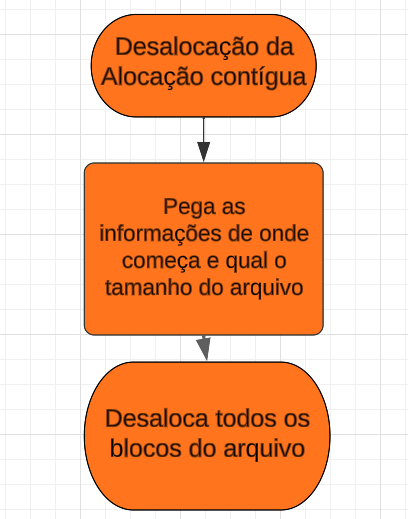 Desalocação da
Alocação contígua
Pega as
informações de onde
começa e qual o
tamanho do arquivo
Desaloca todos os
blocos do arquivo